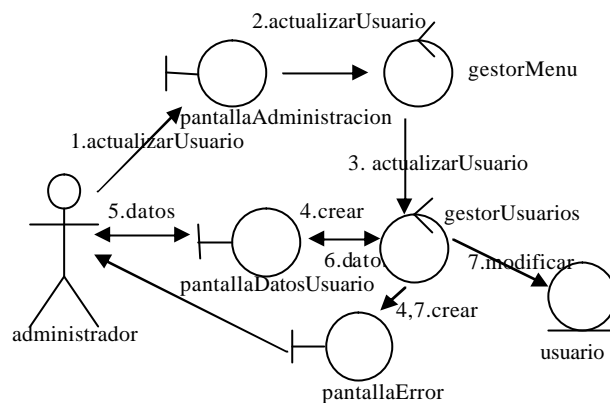 2.actualizarUsuario
gestorMenu
pantallaAdministracion
1.actualizarUsuario
3. actualizarUsuario
5.datos
4.crear
gestorUsuarios
6.datos
7.modificar
pantallaDatosUsuario
4,7.crear
administrador
usuario
pantallaError